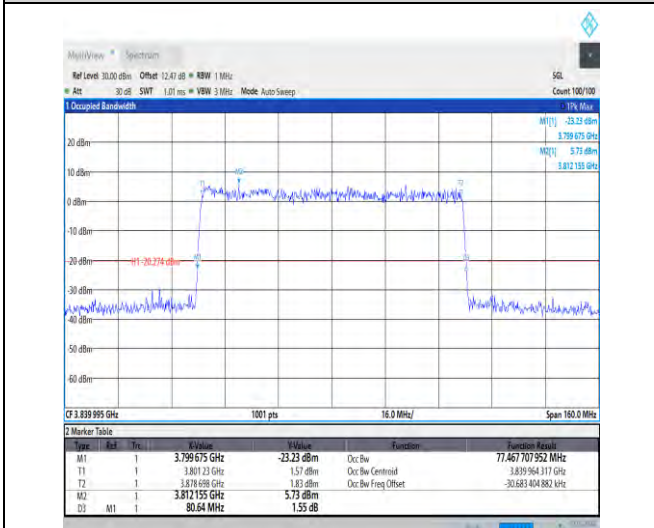 MultiView Spectrum
Ref Level 30.00 dBm Offset 12.47 dB RBW 1 MHz SGL
Att 30 dB SWT 1.01 ms VBW 3 MHz Mode Auto Sweep Count 100/100
1 Occupied Bandwidth 1Pk Max
M1[1] -23.23 dBm
3.799 675 GHz
M2[1] 5.73 dBm
3.812 155 GHz
20 dBm
10 dBm
0 dBm
-10 dBm
-20 dBm
H1 -20.274 dBm
-30 dBm
-40 dBm
-50 dBm
-60 dBm
CF 3.839 995 GHz 1001 pts 16.0 MHz/ Span 160.0 MHz
2 Marker Table
Type Ref Trc X-Value Y-Value Function Function Result
M1 1 3.799 675 GHz -23.23 dBm Occ Bw 77.467 707 952 MHz
T1 1 3.801 23 GHz 1.57 dBm Occ Bw Centroid 3.839 964 317 GHz
T2 1 3.878 698 GHz 1.83 dBm Occ Bw Freq Offset -30.683 404 882 kHz
M2 1 3.812 155 GHz 5.73 dBm
D3 M1 1 80.64 MHz 1.55 dB